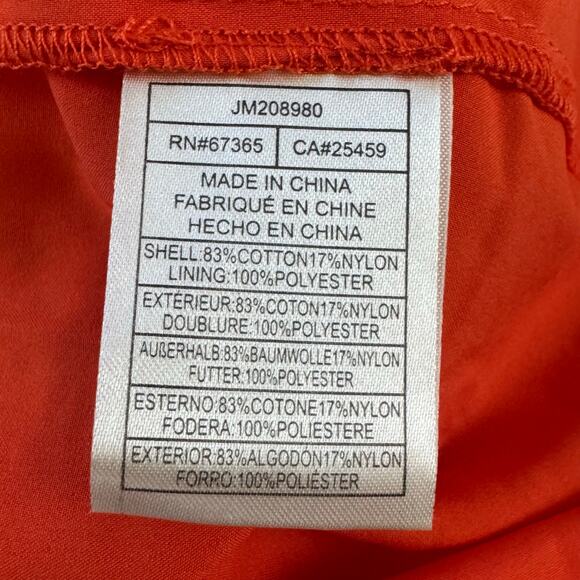 JM208980
RN#67365 CA#25459
MADE IN CHINA
FABRIQUÉ EN CHINE
HECHO EN CHINA
SHELL:83%COTTON17%NYLON
LINING:100%POLYESTER
EXTÉRIEUR:83%COTON17%NYLON
DOUBLURE:100%POLYESTER
AUßERHALB:83%BAUMWOLLE17%NYLON
FUTTER:100%POLYESTER
ESTERNO:83%COTONE17%NYLON
FODERA:100%POLIESTERE
EXTERIOR:83%ALGODÓN17%NYLON
FORRO:100%POLIÉSTER